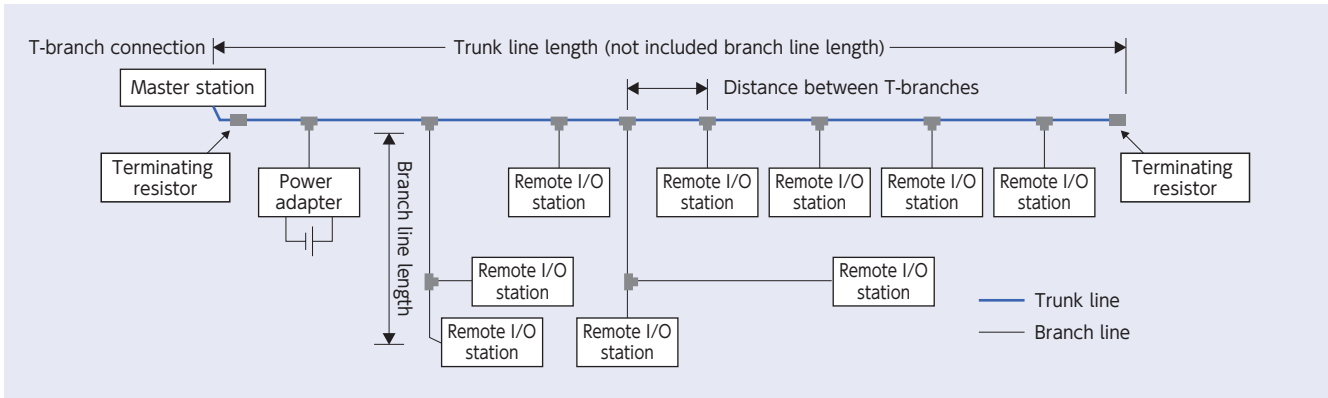 T-branch connection
Trunk line length (not included branch line length)
Master station
Distance between T-branches
Terminating
resistor
Power
adapter
Branch line length
Remote I/O
station
Remote I/O
station
Remote I/O
station
Remote I/O
station
Remote I/O
station
Terminating
resistor
Remote I/O
station
Remote I/O
station
Remote I/O
station
Remote I/O
station
Trunk line
Branch line